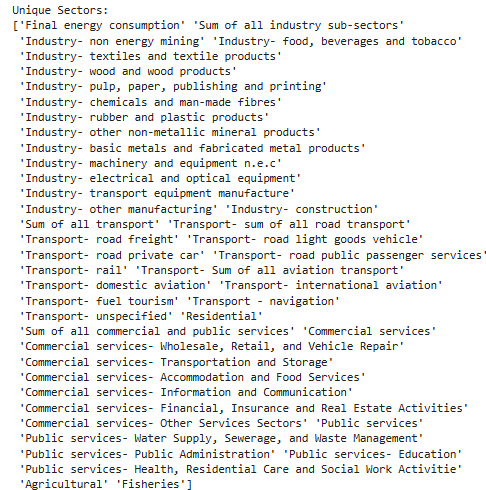 Unique Sectors:
['Final energy consumption' 'Sum of all industry sub-sectors'
'Industry- non energy mining' 'Industry- food, beverages and tobacco'
'Industry- textiles and textile products'
'Industry- wood and wood products'
'Industry- pulp, paper, publishing and printing'
'Industry- chemicals and man-made fibres'
'Industry- rubber and plastic products'
'Industry- other non-metallic mineral products'
'Industry- basic metals and fabricated metal products'
'Industry- machinery and equipment n.e.c'
'Industry- electrical and optical equipment'
'Industry- transport equipment manufacture'
'Industry- other manufacturing' 'Industry- construction'
'Sum of all transport' 'Transport- sum of all road transport'
'Transport- road freight' 'Transport- road light goods vehicle'
'Transport- road private car' 'Transport- road public passenger services'
'Transport- rail' 'Transport- Sum of all aviation transport'
'Transport- domestic aviation' 'Transport- international aviation'
'Transport- fuel tourism' 'Transport - navigation'
'Transport- unspecified' 'Residential'
'Sum of all commercial and public services' 'Commercial services'
'Commercial services- Wholesale, Retail, and Vehicle Repair'
'Commercial services- Transportation and Storage'
'Commercial services- Accommodation and Food Services'
'Commercial services- Information and Communication'
'Commercial services- Financial, Insurance and Real Estate Activities'
'Commercial services- Other Services Sectors' 'Public services'
'Public services- Water Supply, Sewerage, and Waste Management'
'Public services- Public Administration' 'Public services- Education'
'Public services- Health, Residential Care and Social Work Activitie'
'Agricultural' 'Fisheries']